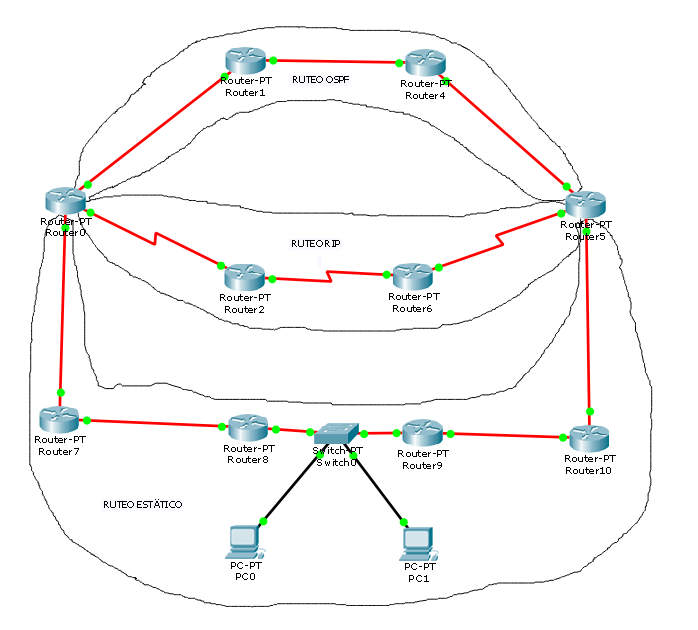 Router-PT
Router1
RUTEO OSPF
Router-PT
Router4
Router-PT
Router0
Router-PT
Router5
RUTEO RIP
Router-PT
Router2
Router-PT
Router6
Router-PT
Router7
Router-PT
Router8
Switch-PT
Switch0
Router-PT
Router9
Router-PT
Router10
RUTEO ESTÁTICO
PC-PT
PC0
PC-PT
PC1